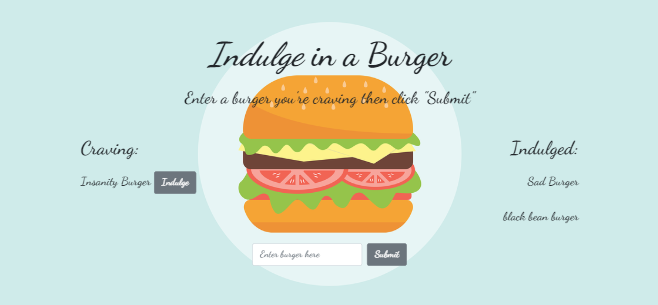 Indulge in a Burger
Enter a burger you're craving then click "Submit"
Craving:
Insanity Burger Indulge
Indulged:
Sad Burger
black bean burger
Enter burger here Submit